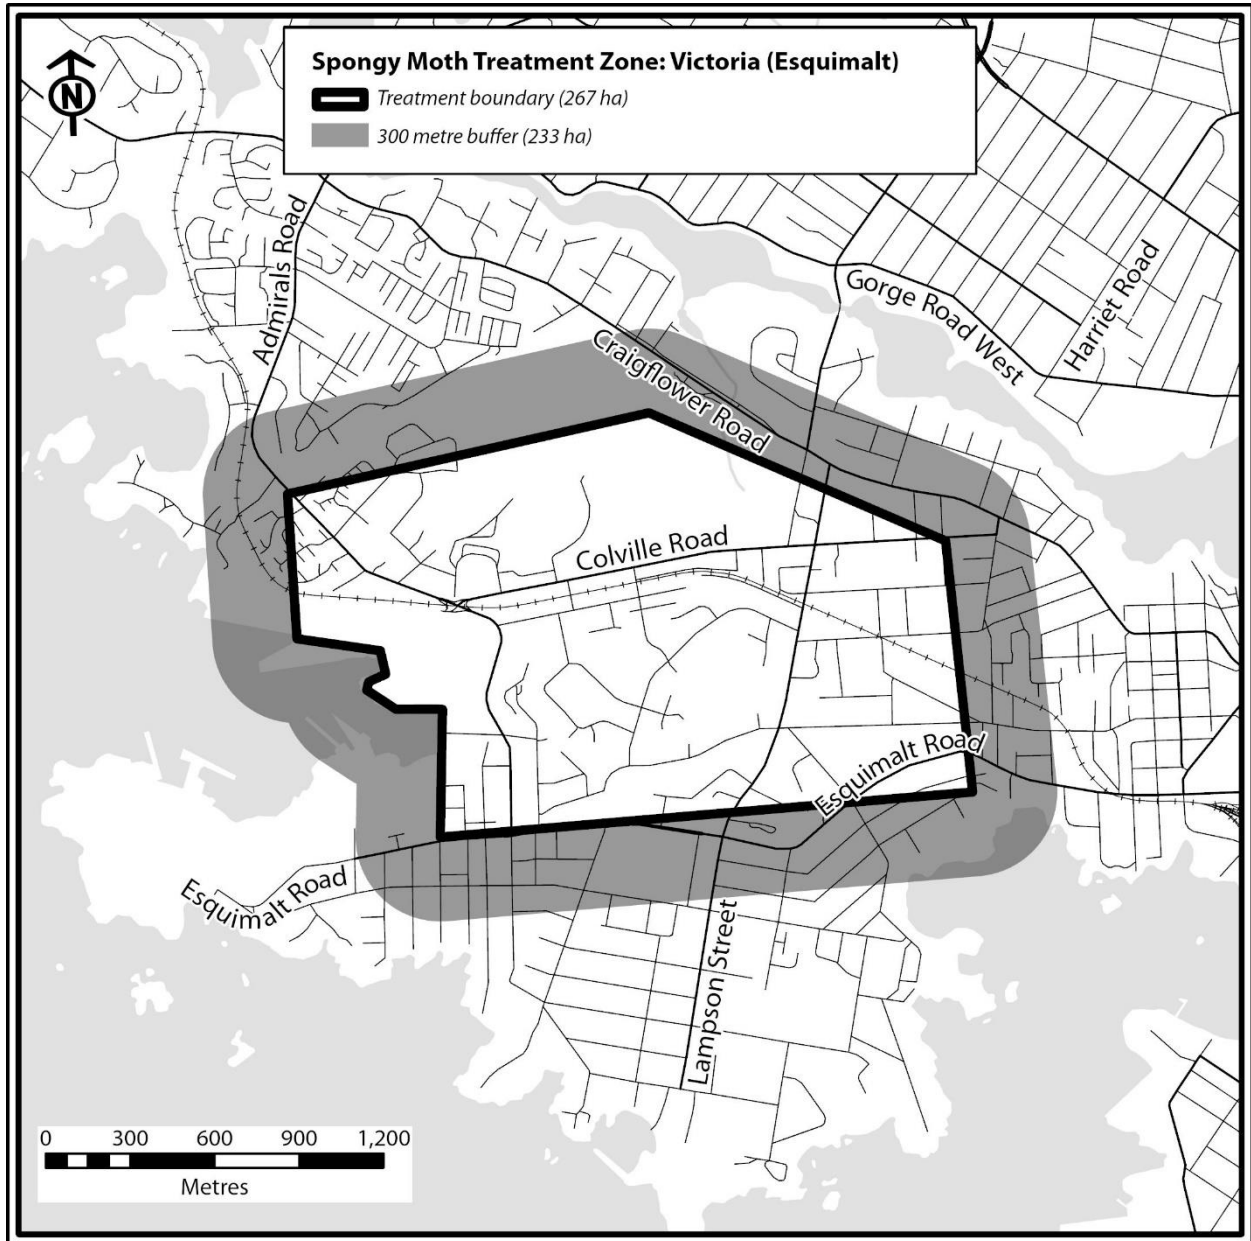 Spongy Moth Treatment Zone: Victoria (Esquimalt)
Treatment boundary (267 ha)
300 metre buffer (233 ha)
N
Admirals Road
Craigflower Road
Gorge Road West
Harriet Road
Colville Road
Esquimalt Road
Esquimalt Road
Lampson Street
0 300 600 900 1,200
Metres